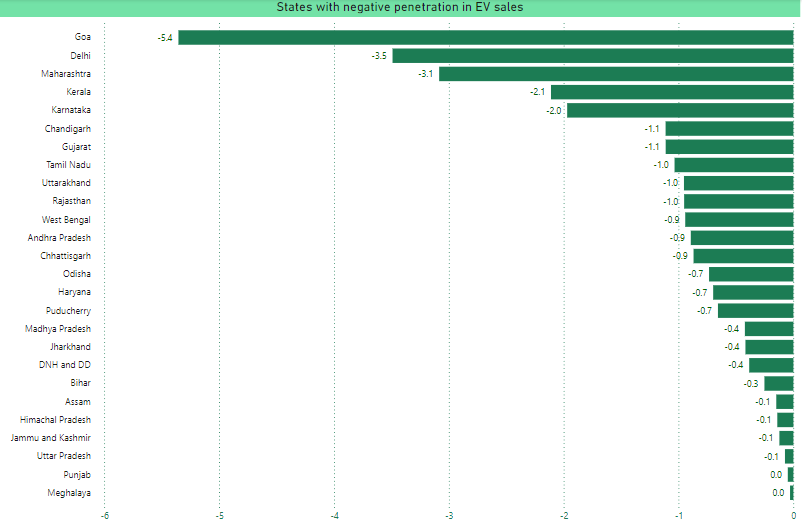 States with negative penetration in EV sales
Goa -5.4
Delhi -3.5
Maharashtra -3.1
Kerala -2.1
Karnataka -2.0
Chandigarh -1.1
Gujarat -1.1
Tamil Nadu -1.0
Uttarakhand -1.0
Rajasthan -1.0
West Bengal -0.9
Andhra Pradesh -0.9
Chhattisgarh -0.9
Odisha -0.7
Haryana -0.7
Puducherry -0.7
Madhya Pradesh -0.4
Jharkhand -0.4
DNH and DD -0.4
Bihar -0.3
Assam -0.1
Himachal Pradesh -0.1
Jammu and Kashmir -0.1
Uttar Pradesh -0.1
Punjab 0.0
Meghalaya 0.0
-6 -5 -4 -3 -2 -1 0